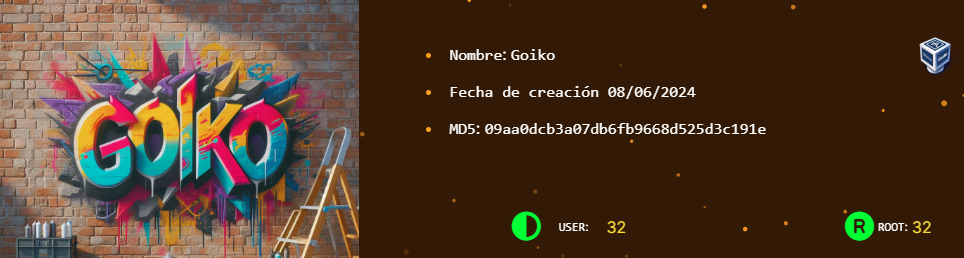 GOIKO
Nombre: Goiko
Fecha de creación 08/06/2024
MD5: 09aa0dcb3a07db6fb9668d525d3c191e
USER: 32
R ROOT: 32